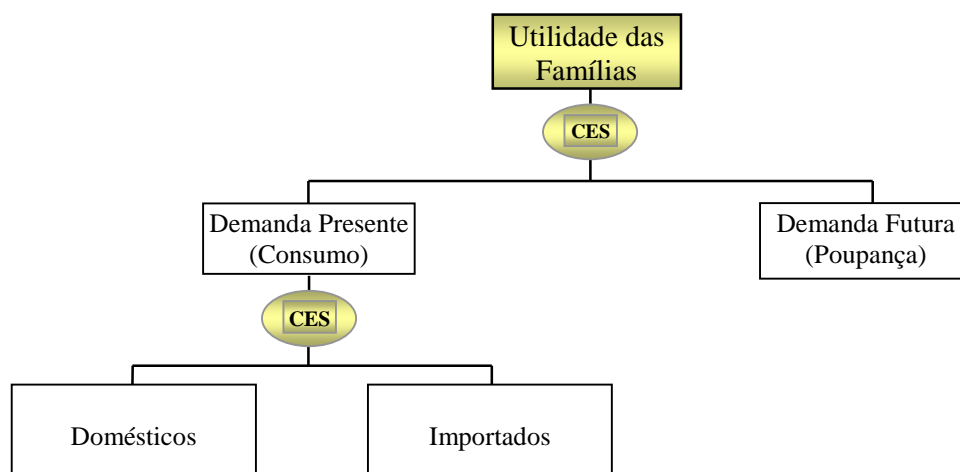 Utilidade das
Famílias
CES
Demanda Presente
(Consumo)
Demanda Futura
(Poupança)
CES
Domésticos
Importados